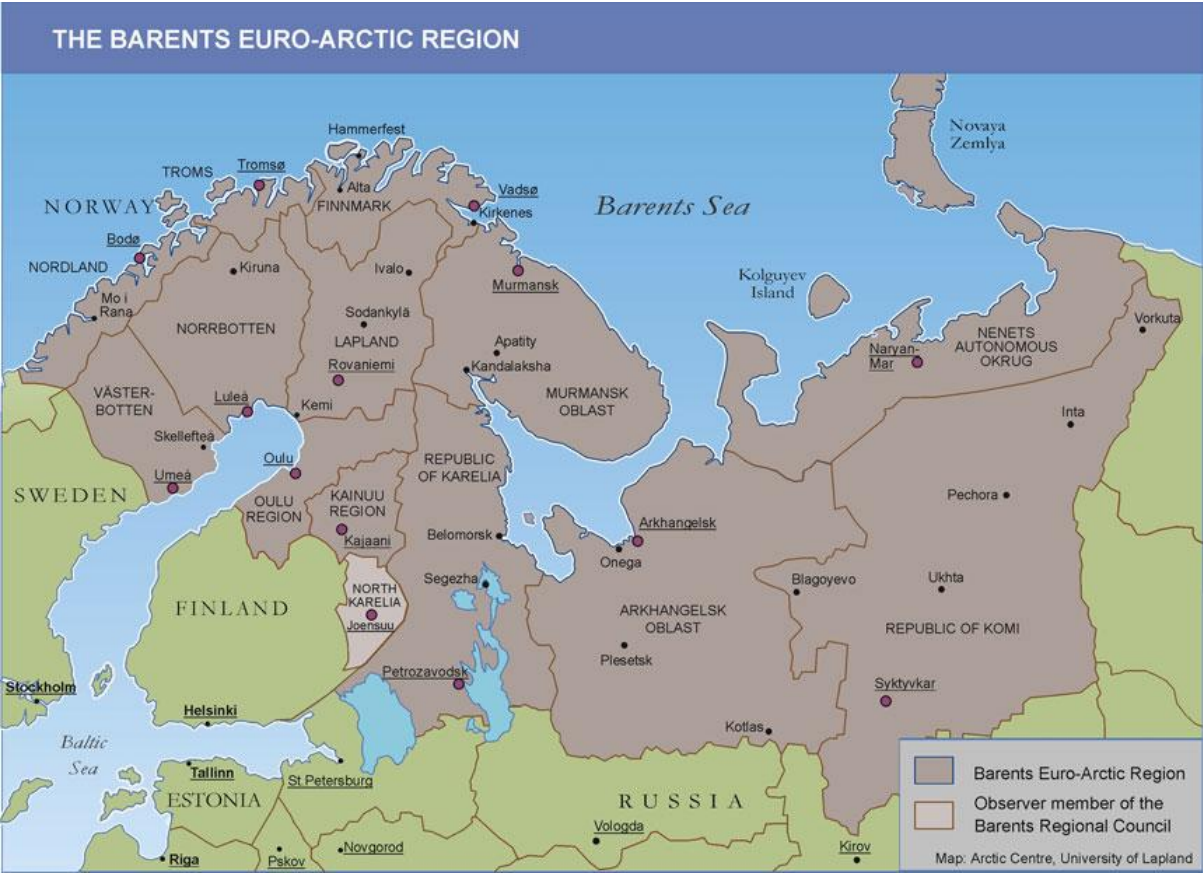 THE BARENTS EURO-ARCTIC REGION
Hammerfest
Novaya
Zemlya
TROMS
Tromsø
Alta
FINNMARK
Vadsø
Kirkenes
NORWAY
Barents Sea
Bodø
NORDLAND
Kiruna
Ivalo
Murmansk
Kolguyev
Island
Mo i
Rana
NORRBOTTEN
Sodankylä
LAPLAND
Rovaniemi
Apatity
Kandalaksha
Naryan-
Mar
NENETS
AUTONOMOUS
OKRUG
Vorkuta
VÄSTER-
BOTTEN
Luleå
Kemi
MURMANSK
OBLAST
Inta
Skellefteå
Umeå
Oulu
REPUBLIC
OF KARELIA
SWEDEN
OULU
REGION
KAINUU
REGION
Kajaani
Pechora
Belomorsk
Arkhangelsk
Onega
Segezha
Blagoyevo
Ukhta
FINLAND
NORTH
KARELIA
Joensuu
ARKHANGELSK
OBLAST
REPUBLIC OF KOMI
Plesetsk
Petrozavodsk
Syktyvkar
Stockholm
Helsinki
Kotlas
Baltic
Sea
Tallinn
St Petersburg
ESTONIA
RUSSIA
Riga
Pskov
Novgorod
Vologda
Kirov
Barents Euro-Arctic Region
Observer member of the
Barents Regional Council
Map: Arctic Centre, University of Lapland